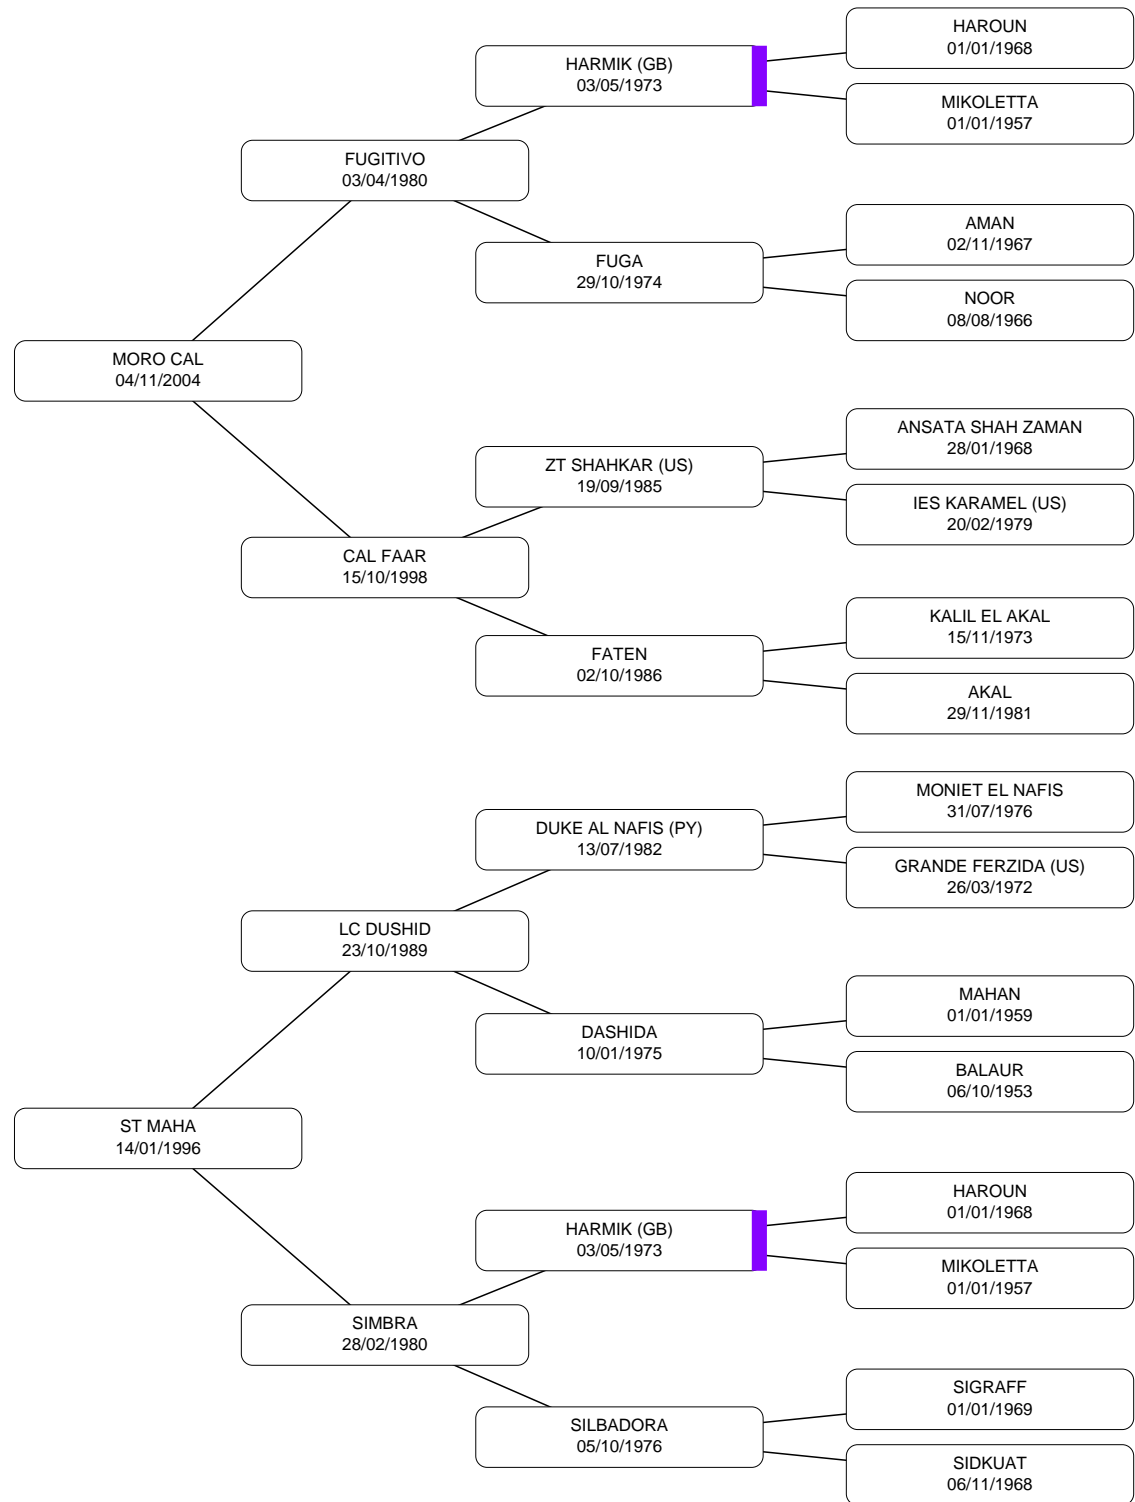 HAROUN
01/01/1968
HARMIK (GB)
03/05/1973
MIKOLETTA
01/01/1957
FUGITIVO
03/04/1980
AMAN
02/11/1967
FUGA
29/10/1974
NOOR
08/08/1966
MORO CAL
04/11/2004
ANSATA SHAH ZAMAN
28/01/1968
ZT SHAHKAR (US)
19/09/1985
IES KARAMEL (US)
20/02/1979
CAL FAAR
15/10/1998
KALIL EL AKAL
15/11/1973
FATEN
02/10/1986
AKAL
29/11/1981
MONIET EL NAFIS
31/07/1976
DUKE AL NAFIS (PY)
13/07/1982
GRANDE FERZIDA (US)
26/03/1972
LC DUSHID
23/10/1989
MAHAN
01/01/1959
DASHIDA
10/01/1975
BALAUR
06/10/1953
ST MAHA
14/01/1996
HAROUN
01/01/1968
HARMIK (GB)
03/05/1973
MIKOLETTA
01/01/1957
SIMBRA
28/02/1980
SIGRAFF
01/01/1969
SILBADORA
05/10/1976
SIDKUAT
06/11/1968